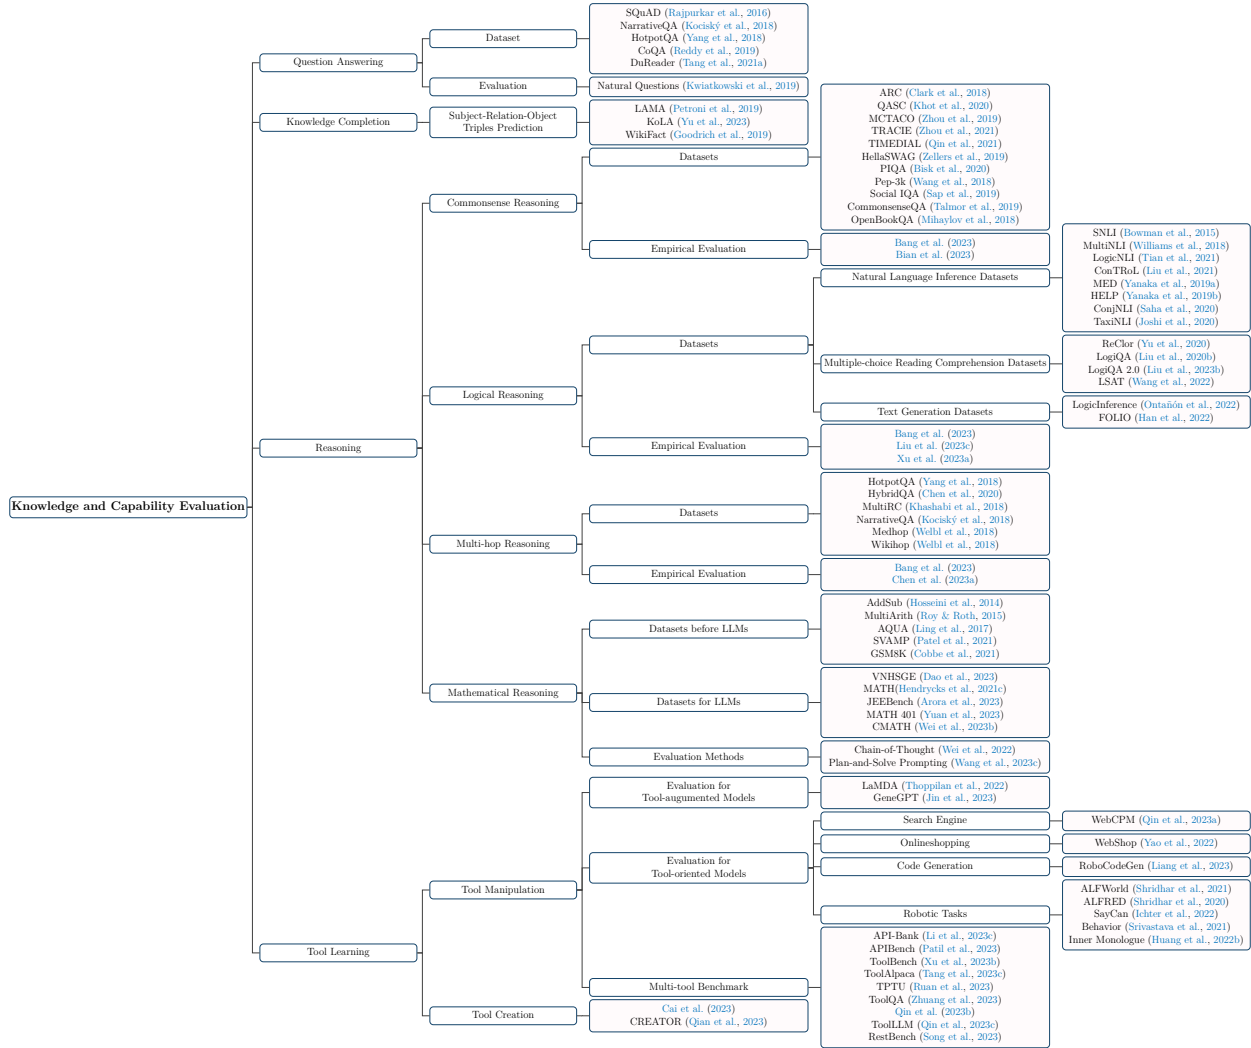 Knowledge and Capability Evaluation
Question Answering
Dataset
SQuAD (Rajpurkar et al., 2016)
NarrativeQA (Kociský et al., 2018)
HotpotQA (Yang et al., 2018)
CoQA (Reddy et al., 2019)
DuReader (Tang et al., 2021a)
Evaluation
Natural Questions (Kwiatkowski et al., 2019)
Knowledge Completion
Subject-Relation-Object
Triples Prediction
LAMA (Petroni et al., 2019)
KoLA (Yu et al., 2023)
WikiFact (Goodrich et al., 2019)
Reasoning
Commonsense Reasoning
Datasets
ARC (Clark et al., 2018)
QASC (Khot et al., 2020)
MCTACO (Zhou et al., 2019)
TRACIE (Zhou et al., 2021)
TIMEDIAL (Qin et al., 2021)
HellaSWAG (Zellers et al., 2019)
PIQA (Bisk et al., 2020)
Pep-3k (Wang et al., 2018)
Social IQA (Sap et al., 2019)
CommonsenseQA (Talmor et al., 2019)
OpenBookQA (Mihaylov et al., 2018)
Empirical Evaluation
Bang et al. (2023)
Bian et al. (2023)
Logical Reasoning
Datasets
Natural Language Inference Datasets
SNLI (Bowman et al., 2015)
MultiNLI (Williams et al., 2018)
LogicNLI (Tian et al., 2021)
ConTRoL (Liu et al., 2021)
MED (Yanaka et al., 2019a)
HELP (Yanaka et al., 2019b)
ConjNLI (Saha et al., 2020)
TaxiNLI (Joshi et al., 2020)
Multiple-choice Reading Comprehension Datasets
ReClor (Yu et al., 2020)
LogiQA (Liu et al., 2020b)
LogiQA 2.0 (Liu et al., 2023b)
LSAT (Wang et al., 2022)
Text Generation Datasets
LogicInference (Ontañón et al., 2022)
FOLIO (Han et al., 2022)
Empirical Evaluation
Bang et al. (2023)
Liu et al. (2023c)
Xu et al. (2023a)
Multi-hop Reasoning
Datasets
HotpotQA (Yang et al., 2018)
HybridQA (Chen et al., 2020)
MultiRC (Khashabi et al., 2018)
NarrativeQA (Kociský et al., 2018)
Medhop (Welbl et al., 2018)
Wikihop (Welbl et al., 2018)
Empirical Evaluation
Bang et al. (2023)
Chen et al. (2023a)
Mathematical Reasoning
Datasets before LLMs
AddSub (Hosseini et al., 2014)
MultiArith (Roy & Roth, 2015)
AQUA (Ling et al., 2017)
SVAMP (Patel et al., 2021)
GSM8K (Cobbe et al., 2021)
Datasets for LLMs
VNHSGE (Dao et al., 2023)
MATH(Hendrycks et al., 2021c)
JEEBench (Arora et al., 2023)
MATH 401 (Yuan et al., 2023)
CMATH (Wei et al., 2023b)
Evaluation Methods
Chain-of-Thought (Wei et al., 2022)
Plan-and-Solve Prompting (Wang et al., 2023c)
Tool Learning
Tool Manipulation
Evaluation for
Tool-augumented Models
LaMDA (Thoppilan et al., 2022)
GeneGPT (Jin et al., 2023)
Evaluation for
Tool-oriented Models
Search Engine
WebCPM (Qin et al., 2023a)
Onlineshopping
WebShop (Yao et al., 2022)
Code Generation
RoboCodeGen (Liang et al., 2023)
Robotic Tasks
ALFWorld (Shridhar et al., 2021)
ALFRED (Shridhar et al., 2020)
SayCan (Ichter et al., 2022)
Behavior (Srivastava et al., 2021)
Inner Monologue (Huang et al., 2022b)
Multi-tool Benchmark
API-Bank (Li et al., 2023c)
APIBench (Patil et al., 2023)
ToolBench (Xu et al., 2023b)
ToolAlpaca (Tang et al., 2023c)
TPTU (Ruan et al., 2023)
ToolQA (Zhuang et al., 2023)
Qin et al. (2023b)
ToolLLM (Qin et al., 2023c)
RestBench (Song et al., 2023)
Tool Creation
Cai et al. (2023)
CREATOR (Qian et al., 2023)